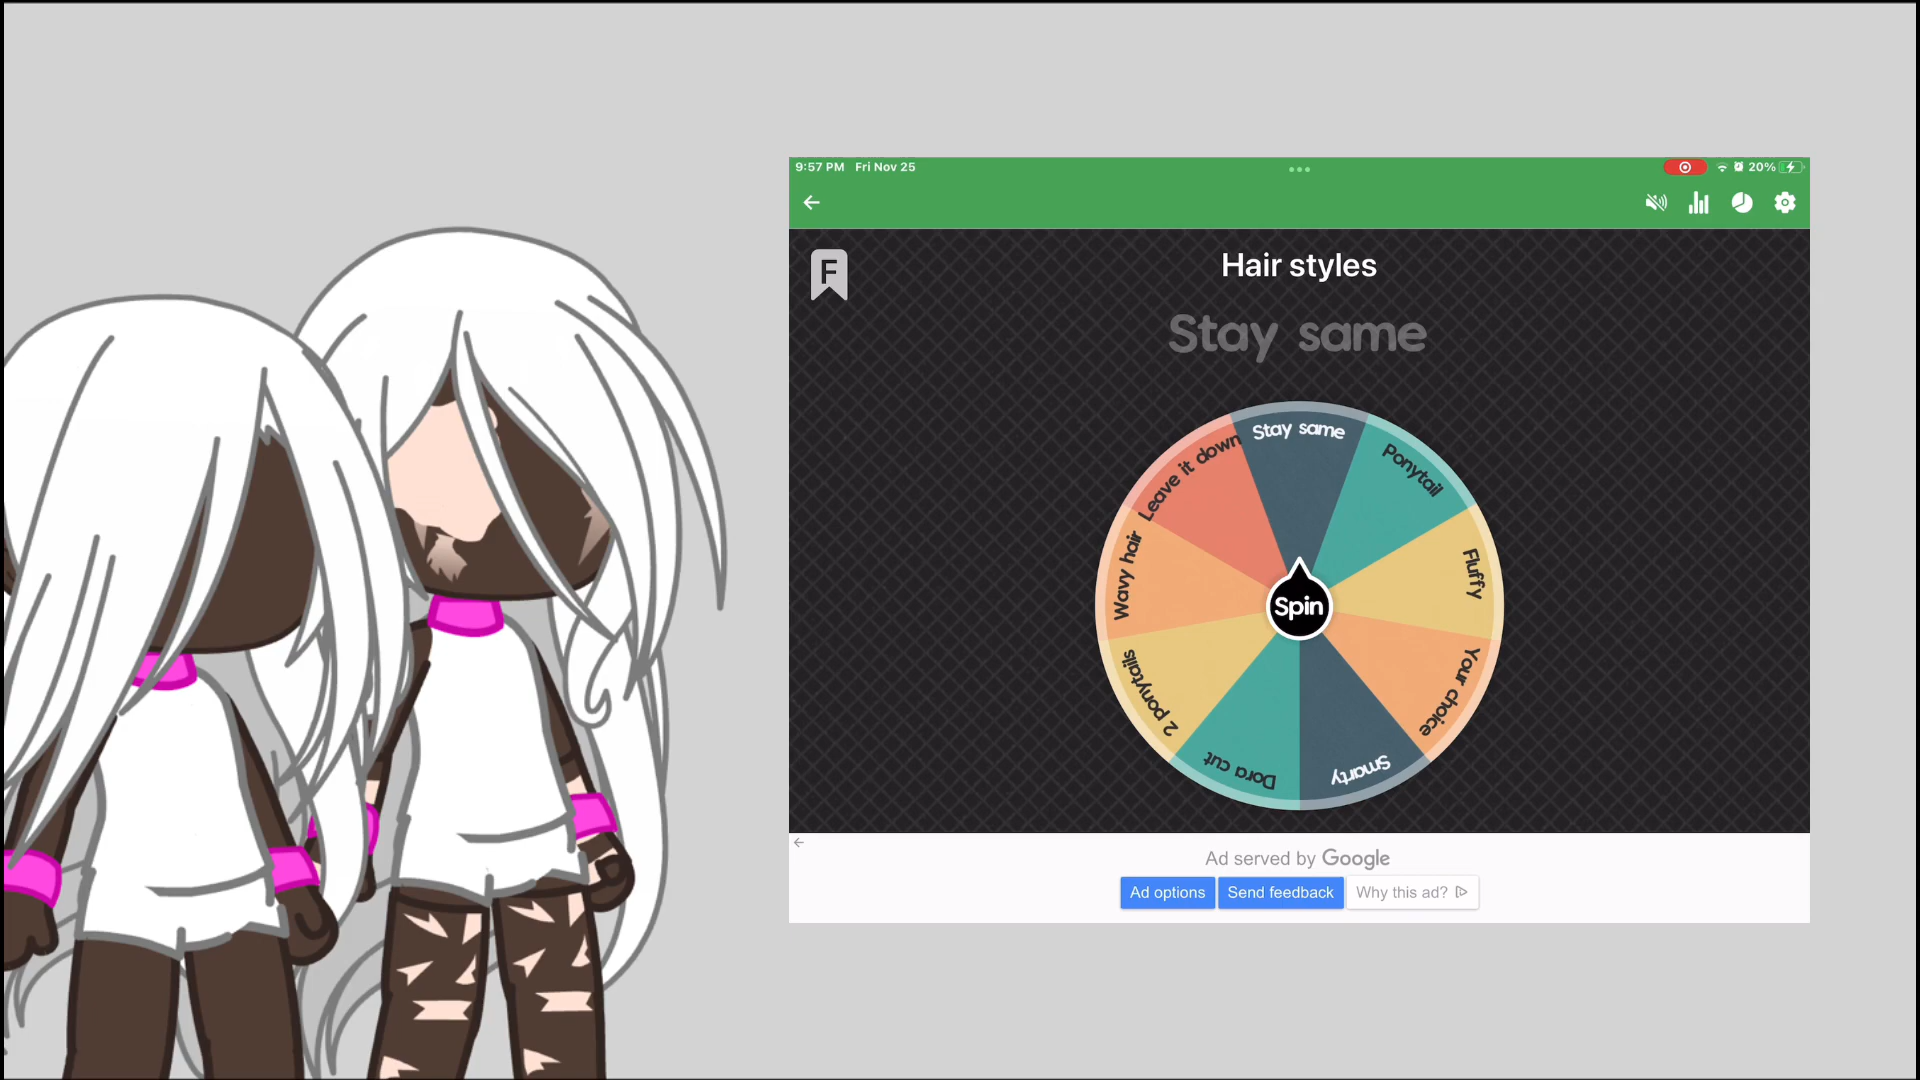 9:57 PM Fri Nov 25
20%
F
Hair styles
Stay same
Stay same
Ponytail
Fluffy
Your choice
Smarty
Dora cut
2 ponytails
Wavy hair
Leave it down
Spin
Ad served by Google
Ad options
Send feedback
Why this ad?